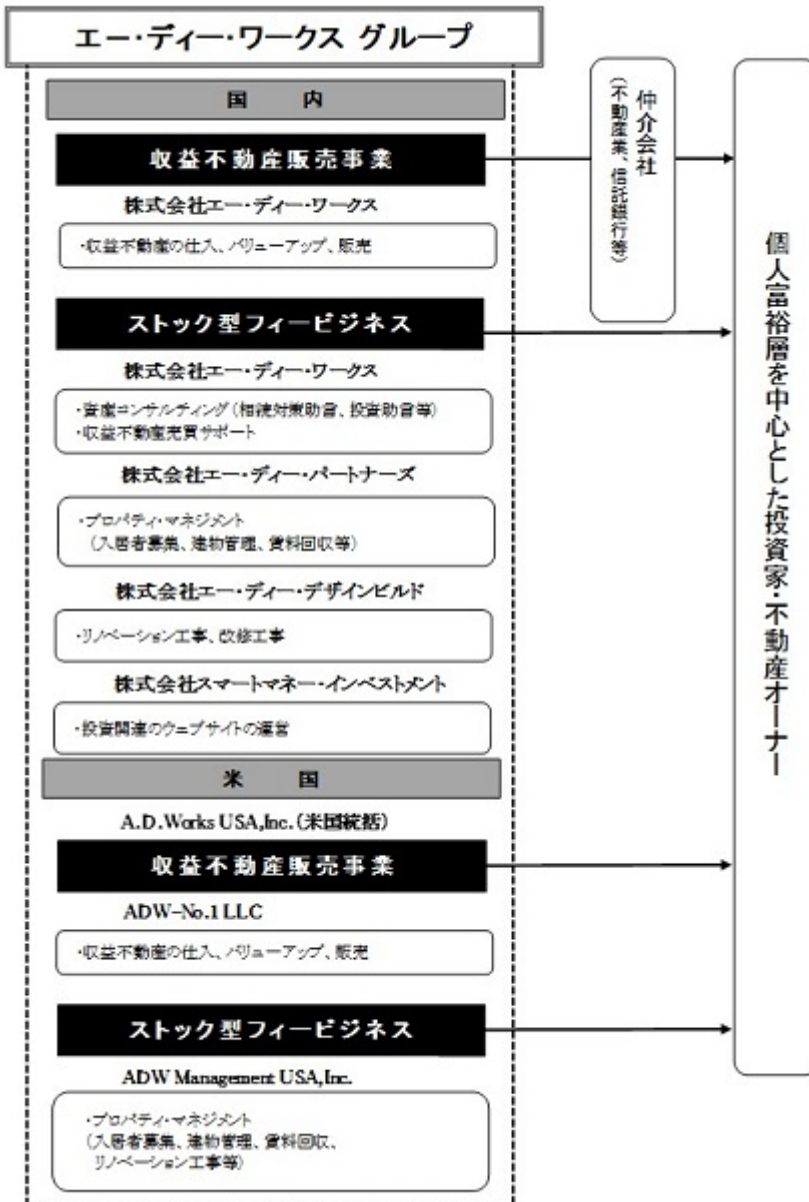 エー・ディー・ワークス グループ
国 内
収益不動産販売事業
株式会社エー・ディー・ワークス
・収益不動産の仕入、バリューアップ、販売
ストック型フィービジネス
株式会社エー・ディー・ワークス
・資産コンサルティング(相続対策助言、投資助言等)
・収益不動産売買サポート
株式会社エー・ディー・パートナーズ
・プロパティ・マネジメント
(入居者募集、建物管理、賃料回収等)
株式会社エー・ディー・デザインビルド
・リノベーション工事、改修工事
株式会社スマートマネー・インベストメント
・投資関連のウェブサイトの運営
米 国
A.D.Works USA,Inc.(米国統括)
収益不動産販売事業
ADW-No.1 LLC
・収益不動産の仕入、バリューアップ、販売
ストック型フィービジネス
ADW Management USA,Inc.
・プロパティ・マネジメント
(入居者募集、建物管理、賃料回収、
リノベーション工事等)
仲介会社
(不動産業、信託銀行等)
個人富裕層を中心とした投資家・不動産オーナー